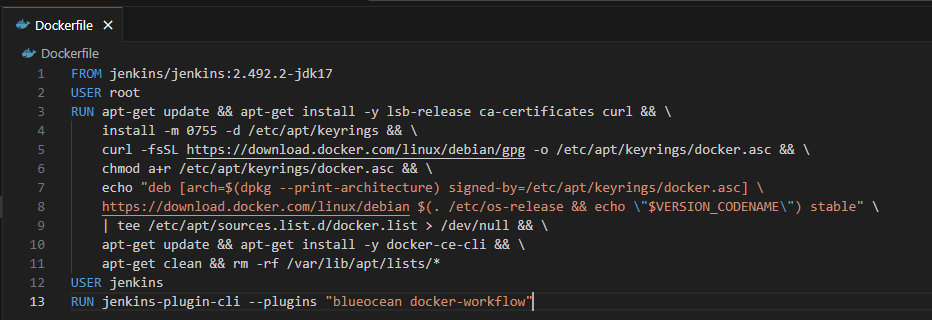 Dockerfile ×
Dockerfile
1 FROM jenkins/jenkins:2.492.2-jdk17
2 USER root
3 RUN apt-get update && apt-get install -y lsb-release ca-certificates curl && \
4 install -m 0755 -d /etc/apt/keyrings && \
5 curl -fsSL https://download.docker.com/linux/debian/gpg -o /etc/apt/keyrings/docker.asc && \
6 chmod a+r /etc/apt/keyrings/docker.asc && \
7 echo "deb [arch=$(dpkg --print-architecture) signed-by=/etc/apt/keyrings/docker.asc] \
8 https://download.docker.com/linux/debian $(. /etc/os-release && echo \"$VERSION_CODENAME\") stable" \
9 | tee /etc/apt/sources.list.d/docker.list > /dev/null && \
10 apt-get update && apt-get install -y docker-ce-cli && \
11 apt-get clean && rm -rf /var/lib/apt/lists/*
12 USER jenkins
13 RUN jenkins-plugin-cli --plugins "blueocean docker-workflow"